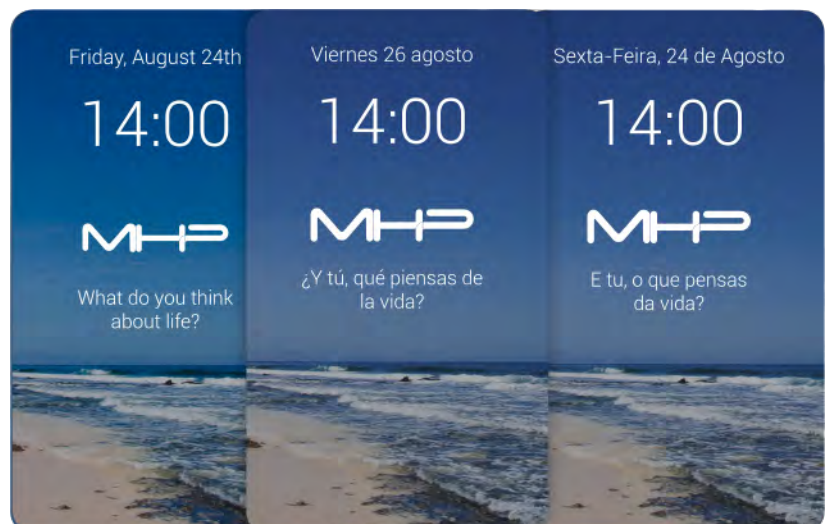 Friday, August 24th
14:00
MHP
What do you think
about life?
Viernes 26 agosto
14:00
MHP
¿Y tú, qué piensas de
la vida?
Sexta-Feira, 24 de Agosto
14:00
MHP
E tu, o que pensas
da vida?